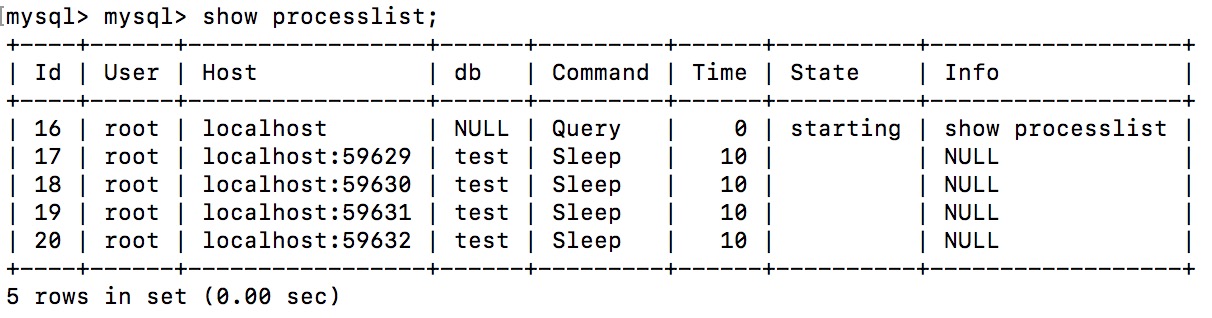 [mysql> mysql> show processlist;
+----+------+-----------------+------+---------+------+----------+------------------+
| Id | User | Host            | db   | Command | Time | State    | Info             |
+----+------+-----------------+------+---------+------+----------+------------------+
| 16 | root | localhost       | NULL | Query   |    0 | starting | show processlist |
| 17 | root | localhost:59629 | test | Sleep   |   10 |          | NULL             |
| 18 | root | localhost:59630 | test | Sleep   |   10 |          | NULL             |
| 19 | root | localhost:59631 | test | Sleep   |   10 |          | NULL             |
| 20 | root | localhost:59632 | test | Sleep   |   10 |          | NULL             |
+----+------+-----------------+------+---------+------+----------+------------------+
5 rows in set (0.00 sec)